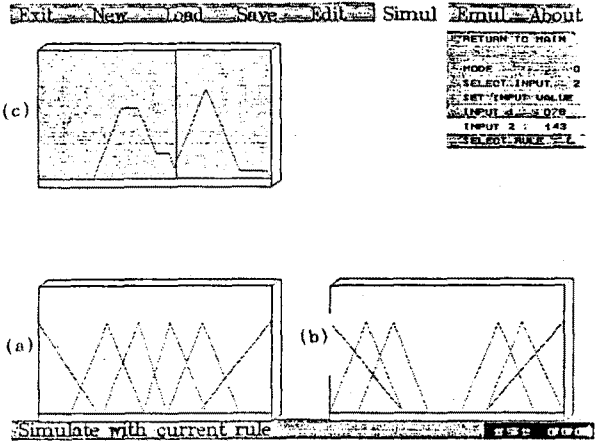 Exit New Load Save Edit Simul Emul About
RETURN TO MAIN
MODE 0
SELECT INPUT 2
SET INPUT VALUE
INPUT 1 : 078
INPUT 2 : 143
SELECT RULE
(c)
(a)
(b)
Simulate with current rule